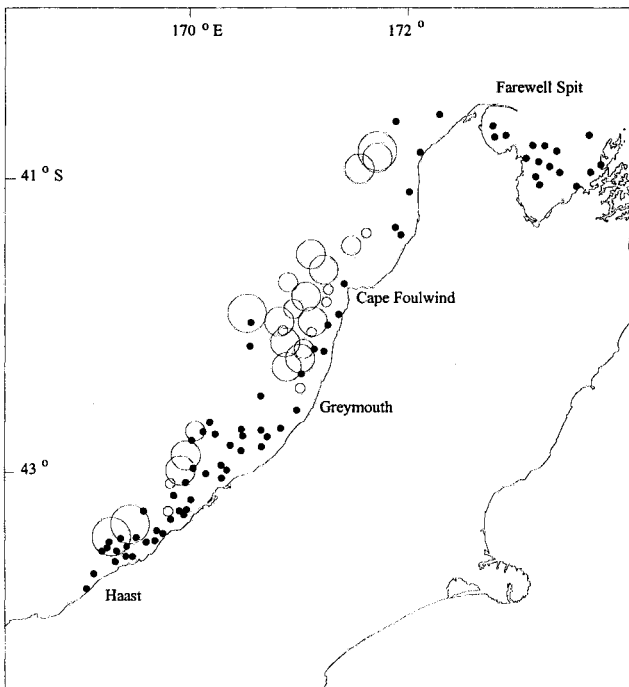 170 ° E
172 °
Farewell Spit
41° S
Cape Foulwind
Greymouth
43 °
Haast